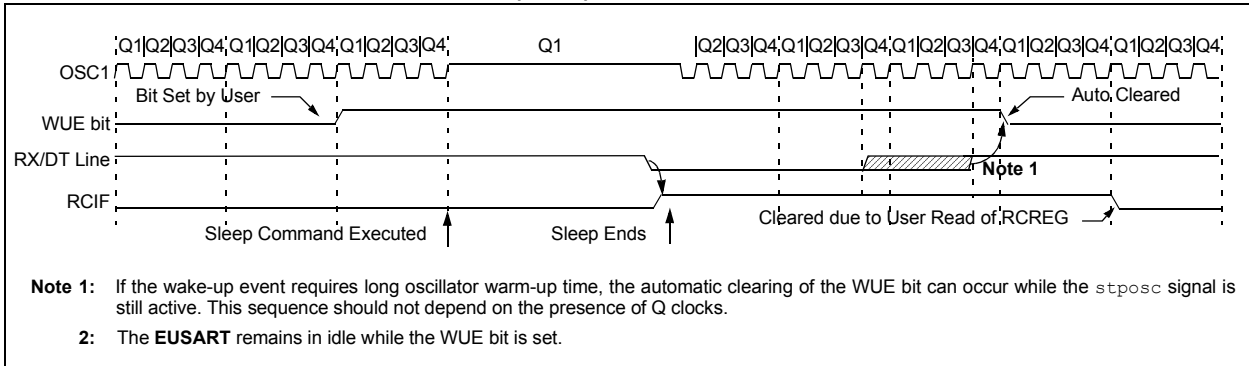 Q1|Q2|Q3|Q4 Q1|Q2|Q3|Q4 Q1|Q2|Q3|Q4 Q1 |Q2|Q3|Q4 Q1|Q2|Q3|Q4 Q1|Q2|Q3|Q4 Q1|Q2|Q3|Q4 Q1|Q2|Q3|Q4
OSC1
Bit Set by User
Auto Cleared
WUE bit
RX/DT Line
Note 1
RCIF
Cleared due to User Read of RCREG
Sleep Command Executed
Sleep Ends
Note 1: If the wake-up event requires long oscillator warm-up time, the automatic clearing of the WUE bit can occur while the stposc signal is
still active. This sequence should not depend on the presence of Q clocks.
2: The EUSART remains in idle while the WUE bit is set.